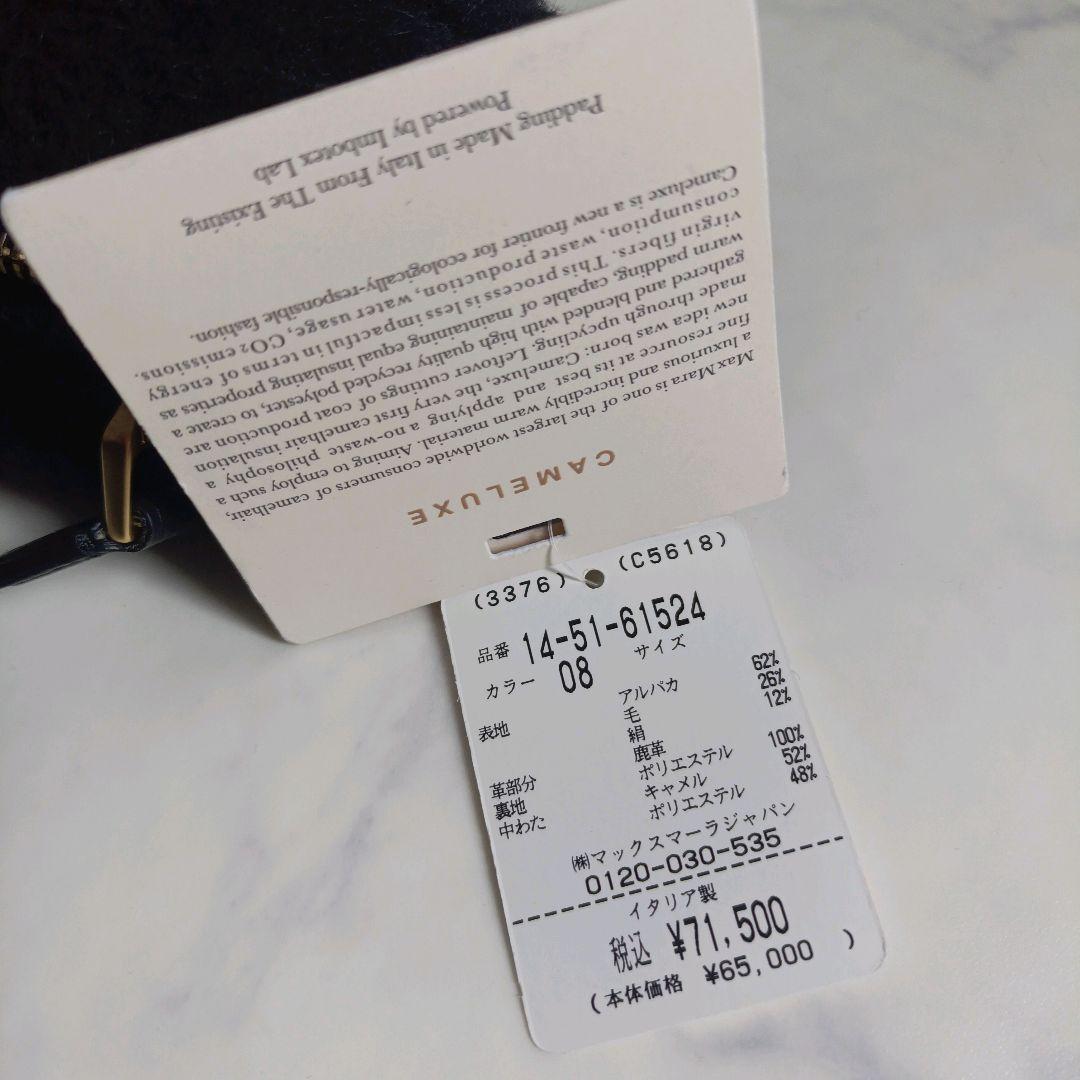 CAMELUXE
Max Mara is one of the largest worldwide consumers of camelhair,
a luxurious and incredibly warm material. Aiming to employ such a
fine resource at its best and applying a no-waste philosophy a
new idea was born: Cameluxe, the very first camelhair insulation
made through upcycling. Leftover cuttings of coat production are
gathered and blended with high quality recycled polyester, to create a
warm padding, capable of maintaining equal insulating properties as
virgin fibers. This process is less impactful in terms of energy
consumption, waste production, water usage, CO₂ emissions.
Cameluxe is a new frontier for ecologically-responsible fashion.
Padding Made in Italy From The Existing
Powered by Imbotex Lab
(3376) (C5618)
品番 14-51-61524
カラー 08 サイズ
表地 アルパカ 62%
毛 26%
絹 12%
革部分 鹿革
裏地 ポリエステル 100%
中わた キャメル 52%
ポリエステル 48%
㈱マックスマーラジャパン
0120-030-535
イタリア製
税込 ¥71,500
(本体価格 ¥65,000 )